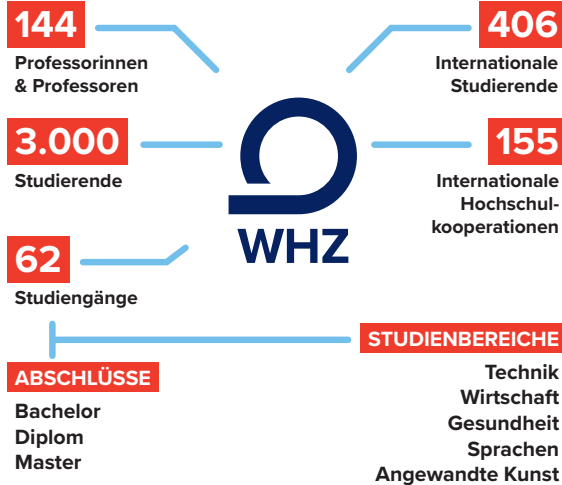 144
Professorinnen
& Professoren
406
Internationale
Studierende
3.000
Studierende
155
Internationale
Hochschul-
kooperationen
WHZ
62
Studiengänge
STUDIENBEREICHE
Technik
Wirtschaft
Gesundheit
Sprachen
Angewandte Kunst
ABSCHLÜSSE
Bachelor
Diplom
Master